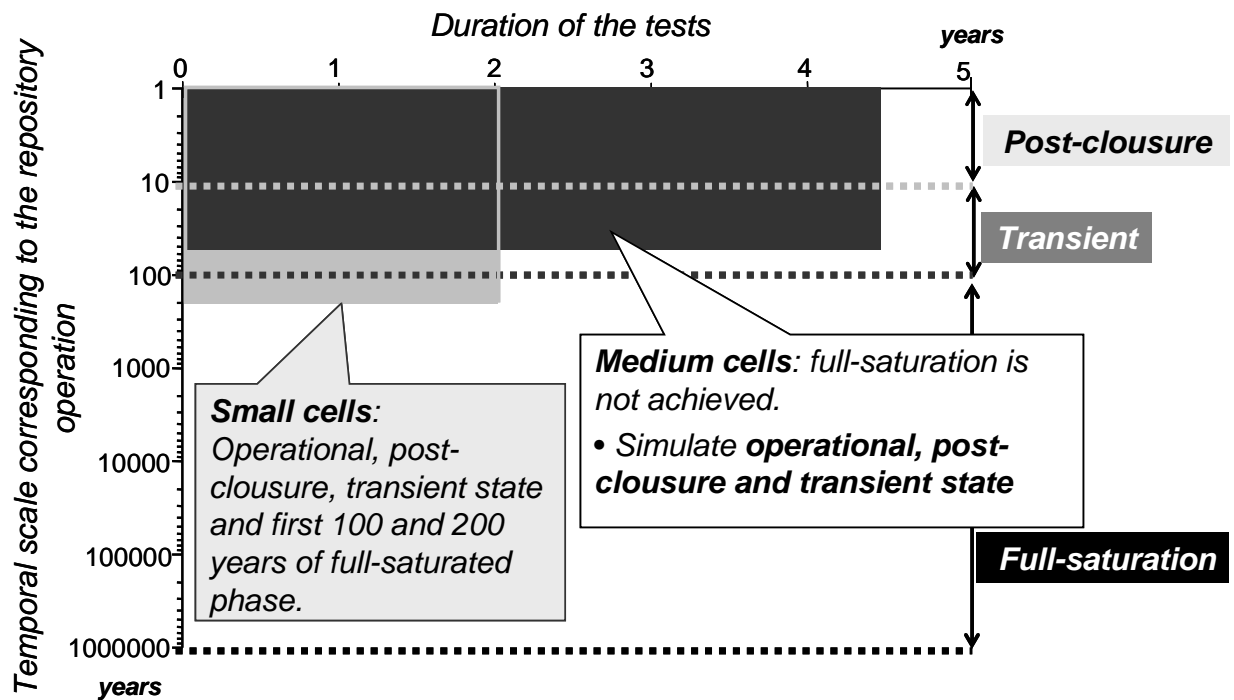 Duration of the tests
years
0 1 2 3 4 5
Temporal scale corresponding to the repository
operation
1
10
100
1000
10000
100000
1000000
years
Post-clousure
Transient
Full-saturation
Small cells:
Operational, post-
clousure, transient state
and first 100 and 200
years of full-saturated
phase.
Medium cells: full-saturation is
not achieved.
• Simulate operational, post-
clousure and transient state